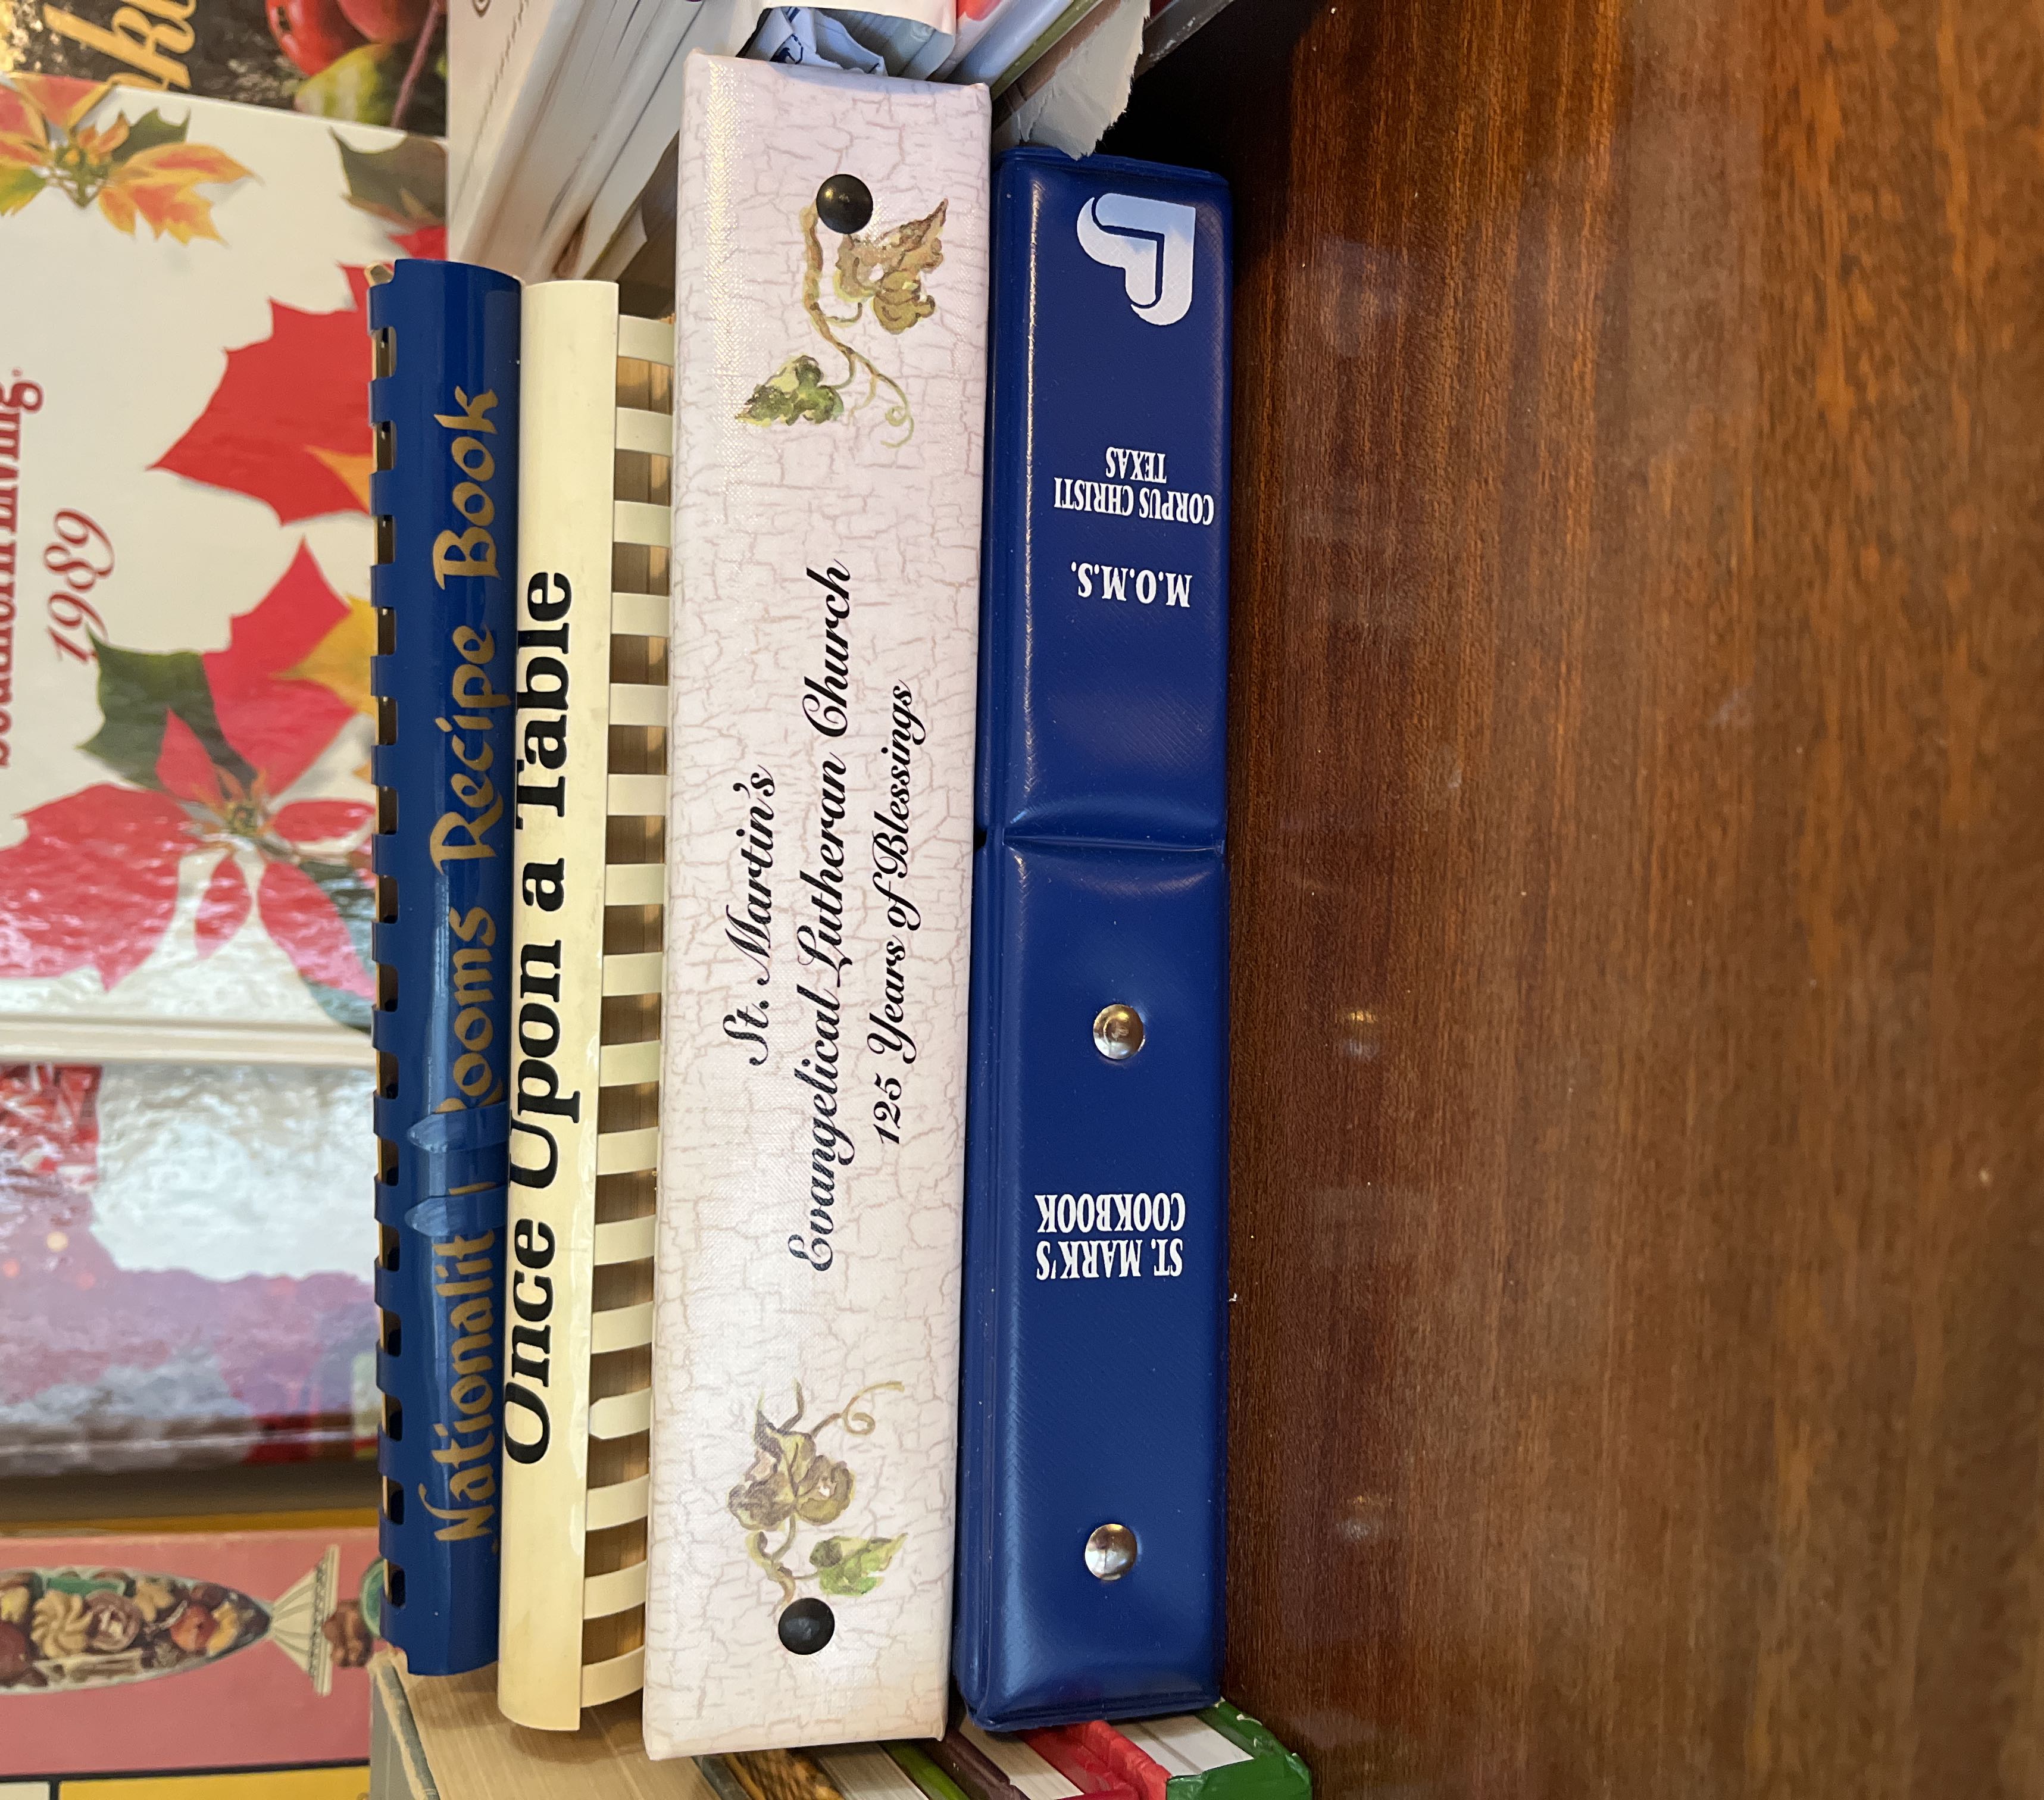 1989
Nationality Rooms Recipe Book
Once Upon a Table
St. Martin's
Evangelical Lutheran Church
125 Years of Blessings
ST. MARK'S
COOKBOOK
M.O.M.S.
CORPUS CHRISTI
TEXAS